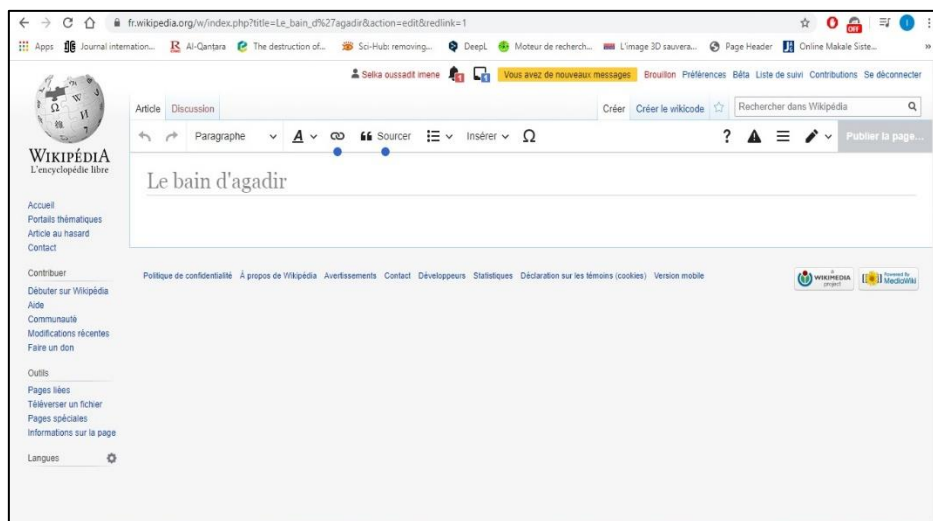 fr.wikipedia.org/w/index.php?title=Le_bain_d%27agadir&action=edit&redlink=1
Apps Journal internation... Al-Qanṭara The destruction of... Sci-Hub: removing... DeepL Moteur de recherch... L'image 3D sauvera... Page Header Online Makale Siste... »
Selka oussadit imene 1 1 Vous avez de nouveaux messages Brouillon Préférences Bêta Liste de suivi Contributions Se déconnecter
Article Discussion Créer Créer le wikicode Rechercher dans Wikipédia
Paragraphe A Sourcer Insérer Ω ? Publier la page...
WIKIPÉDIA
L'encyclopédie libre
Le bain d'agadir
Accueil
Portails thématiques
Article au hasard
Contact
Contribuer
Débuter sur Wikipédia
Aide
Communauté
Modifications récentes
Faire un don
Outils
Pages liées
Téléverser un fichier
Pages spéciales
Informations sur la page
Langues
Politique de confidentialité À propos de Wikipédia Avertissements Contact Développeurs Statistiques Déclaration sur les témoins (cookies) Version mobile
A WIKIMEDIA project
Powered By MediaWiki